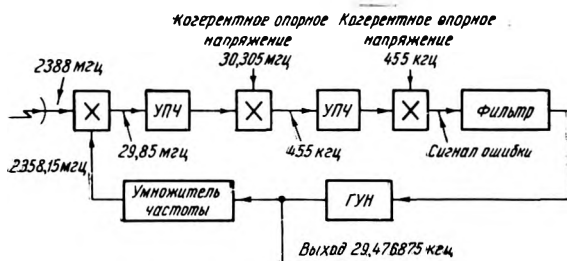 Когерентное опорное напряжение
30,305 мгц
Когерентное опорное напряжение
455 кгц
2388 мгц
X
УПЧ
X
УПЧ
X
Фильтр
29,85 мгц
455 кгц
Сигнал ошибки
2358,15 мгц
Умножитель частоты
ГУН
Выход 29,476875 кгц